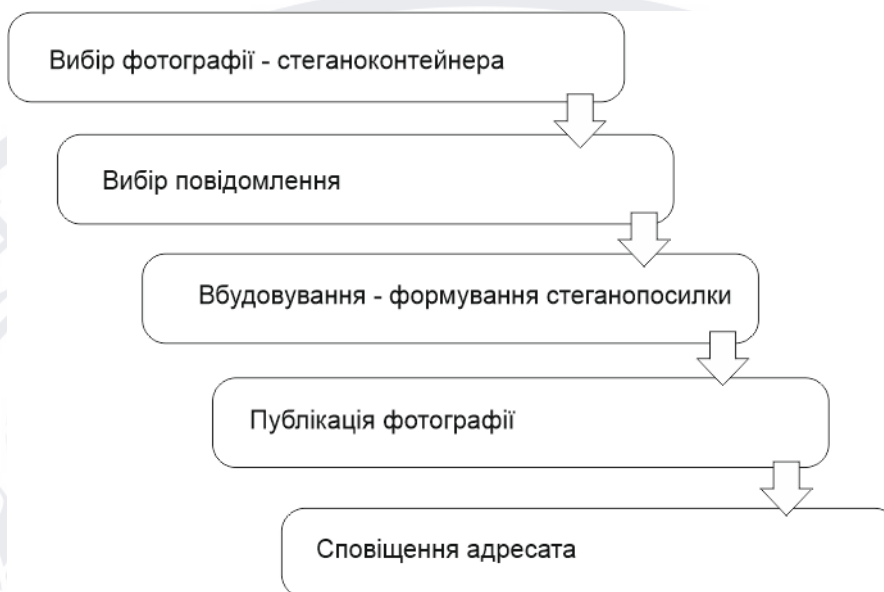 Вибір фотографії - стеганоконтейнера
Вибір повідомлення
Вбудовування - формування стеганопосилки
Публікація фотографії
Сповіщення адресата